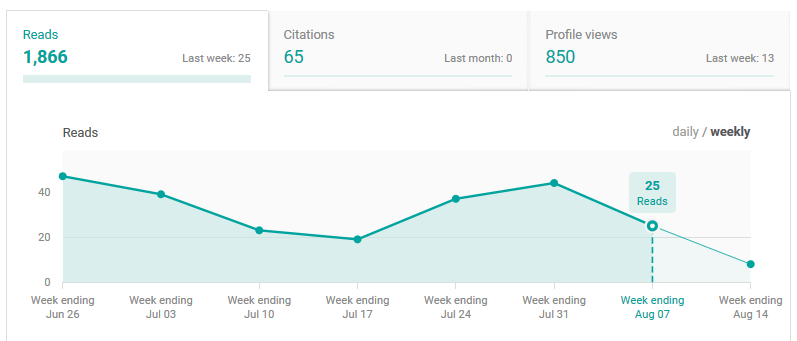 Reads
1,866
Last week: 25
Citations
65
Last month: 0
Profile views
850
Last week: 13
Reads
daily / weekly
25
Reads
40
20
0
Week ending
Jun 26
Week ending
Jul 03
Week ending
Jul 10
Week ending
Jul 17
Week ending
Jul 24
Week ending
Jul 31
Week ending
Aug 07
Week ending
Aug 14